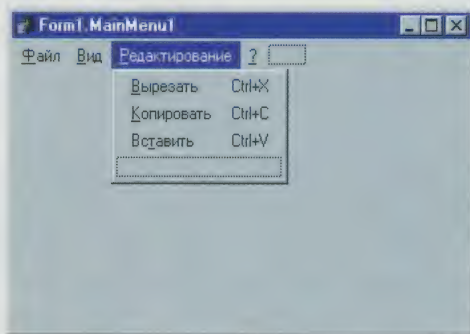 Form1.MainMenu1
Файл Вид Редактирование ?
Вырезать Ctrl+X
Копировать Ctrl+C
Вставить Ctrl+V